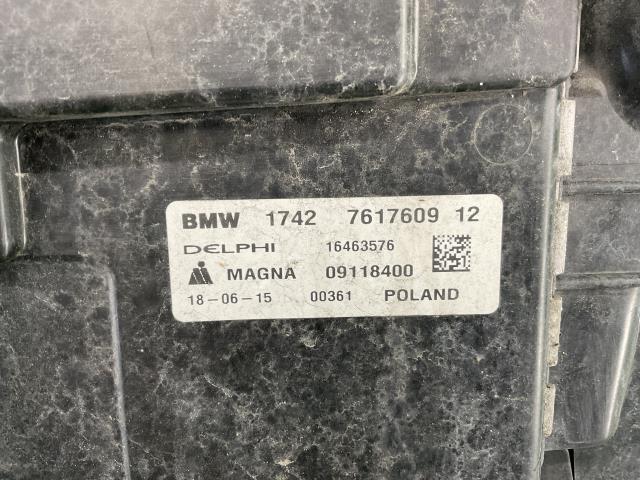 BMW 1742 7617609 12
DELPHI 16463576
MAGNA 09118400
18-06-15 00361 POLAND